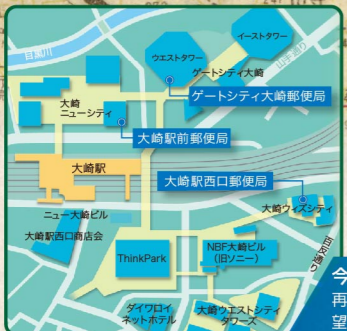 目黒川
イーストタワー
ウエストタワー
山手通り
ゲートシティ大崎
ゲートシティ大崎郵便局
大崎
ニューシティ
大崎駅前郵便局
大崎駅
大崎駅西口郵便局
ニュー大崎ビル
大崎ウィズシティ
大崎駅西口商店会
百反通り
ThinkPark
NBF大崎ビル
(旧ソニー)
ダイワロイ
ネットホテル
大崎ウエストシティ
タワーズ
今
再
望